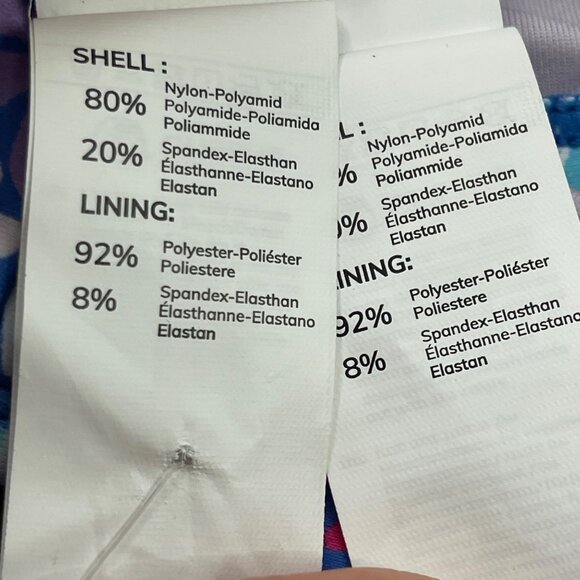 SHELL :
80% Nylon-Polyamid
Polyamide-Poliamida
Poliammide
20% Spandex-Elasthan
Élasthanne-Elastano
Elastan
LINING:
92% Polyester-Poliéster
Poliestere
8% Spandex-Elasthan
Élasthanne-Elastano
Elastan
L :
% Nylon-Polyamid
Polyamide-Poliamida
Poliammide
0% Spandex-Elasthan
Élasthanne-Elastano
Elastan
INING:
92% Polyester-Poliéster
Poliestere
8% Spandex-Elasthan
Élasthanne-Elastano
Elastan